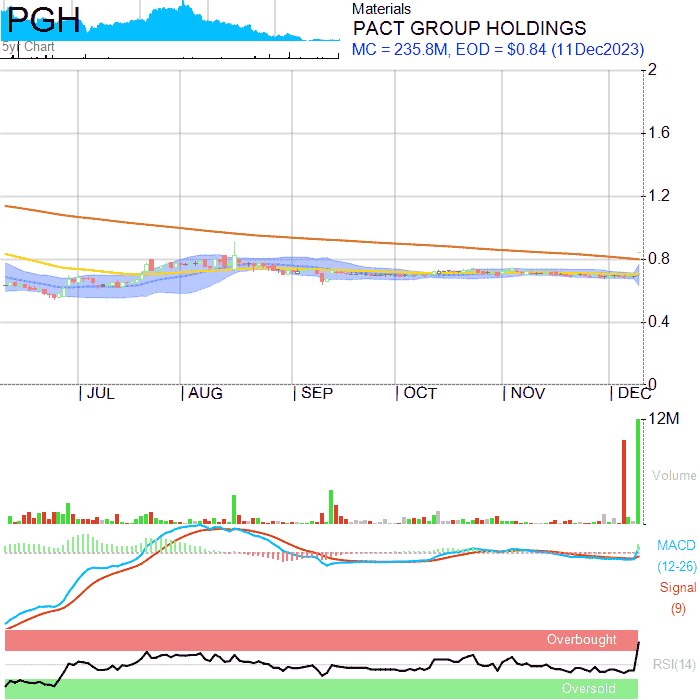 PGH
5yr Chart
Materials
PACT GROUP HOLDINGS
MC = 235.8M, EOD = $0.84 (11Dec2023)
2
1.6
1.2
0.8
0.4
0
JUL AUG SEP OCT NOV DEC
12M
Volume
MACD
(12-26)
Signal
(9)
Overbought
RSI(14)
Oversold